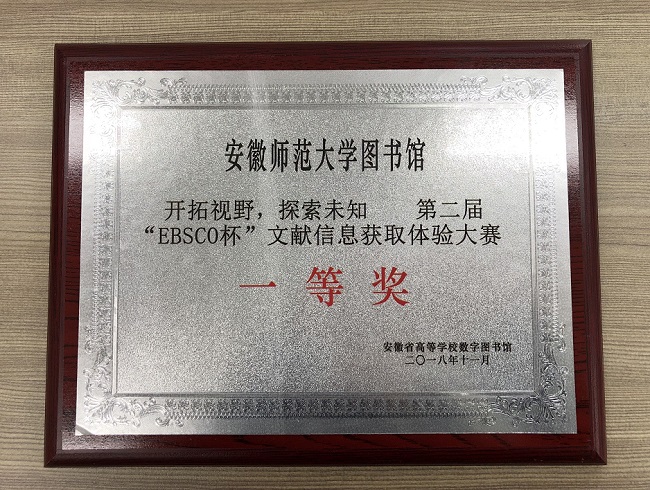 安徽师范大学图书馆
开拓视野，探索未知　　第二届
“EBSCO杯”文献信息获取体验大赛
一等奖
安徽省高等学校数字图书馆
二〇一八年十一月